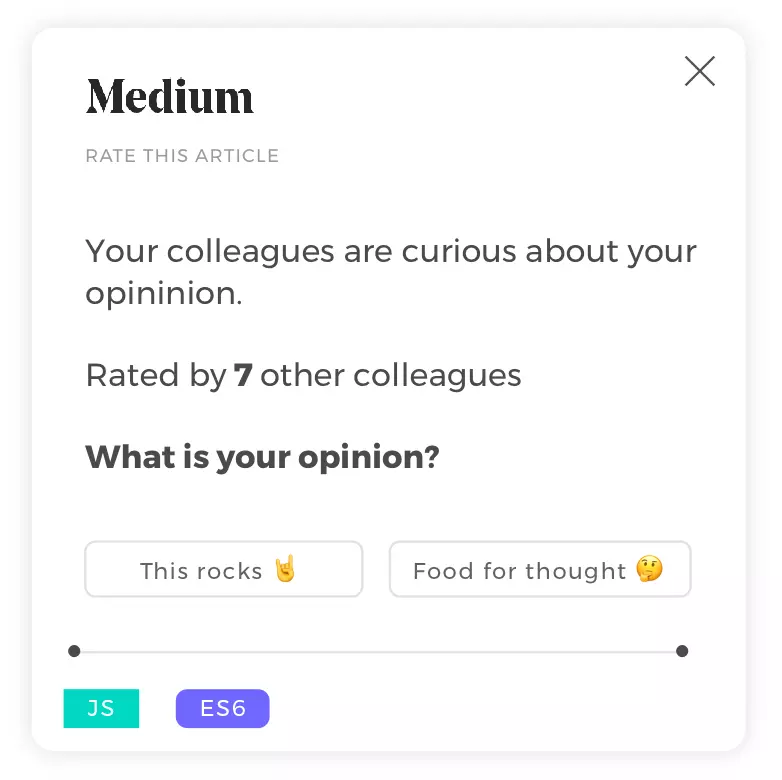 Medium
RATE THIS ARTICLE
Your colleagues are curious about your
opininion.
Rated by 7 other colleagues
What is your opinion?
This rocks 🤘
Food for thought 🤔
JS
ES6